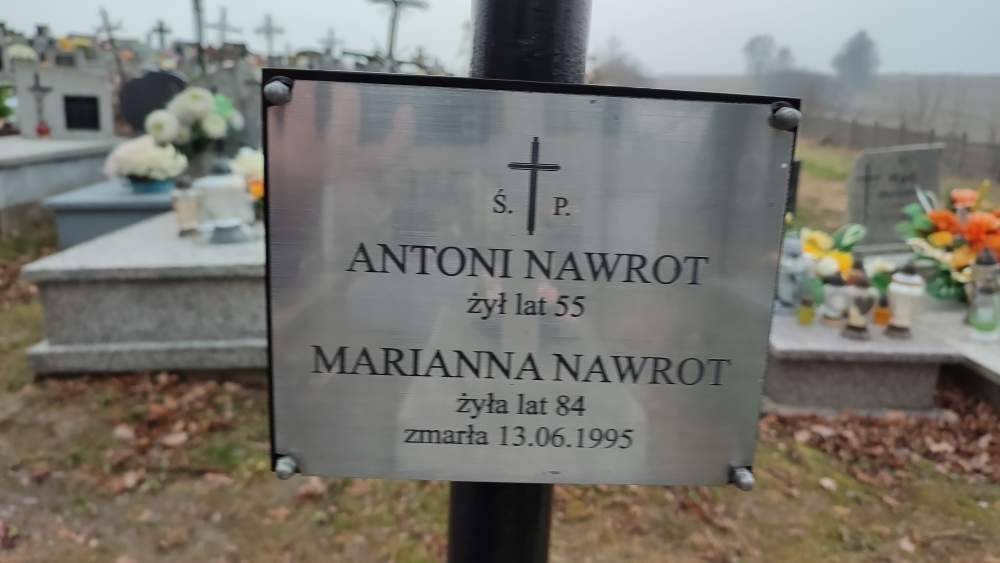 Ś. P.
ANTONI NAWROT
żył lat 55
MARIANNA NAWROT
żyła lat 84
zmarła 13.06.1995